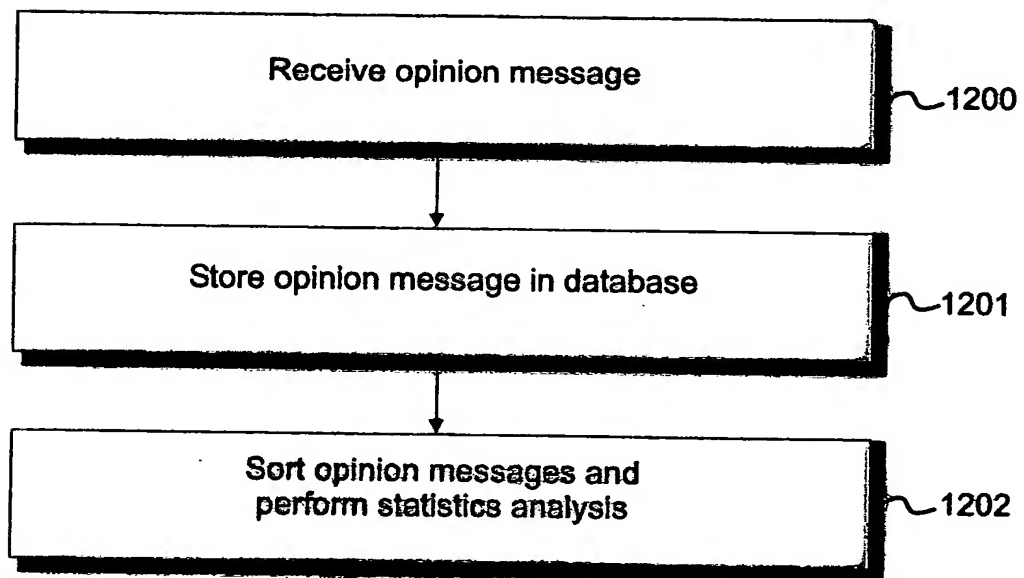 Receive opinion message
1200
Store opinion message in database
1201
Sort opinion messages and
perform statistics analysis
1202